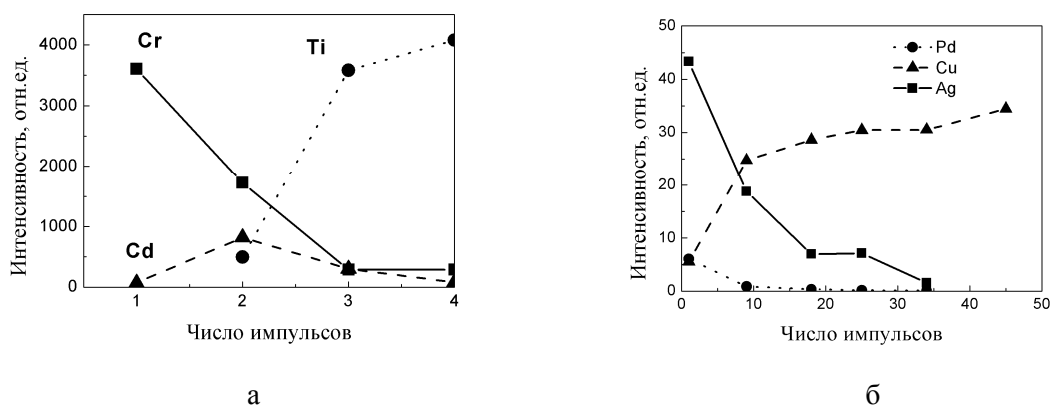 Интенсивность, отн.ед.
4000
3000
2000
1000
0
Cr
Ti
Cd
1 2 3 4
Число импульсов
а
Интенсивность, отн.ед.
50
40
30
20
10
0
Pd
Cu
Ag
0 10 20 30 40 50
Число импульсов
б